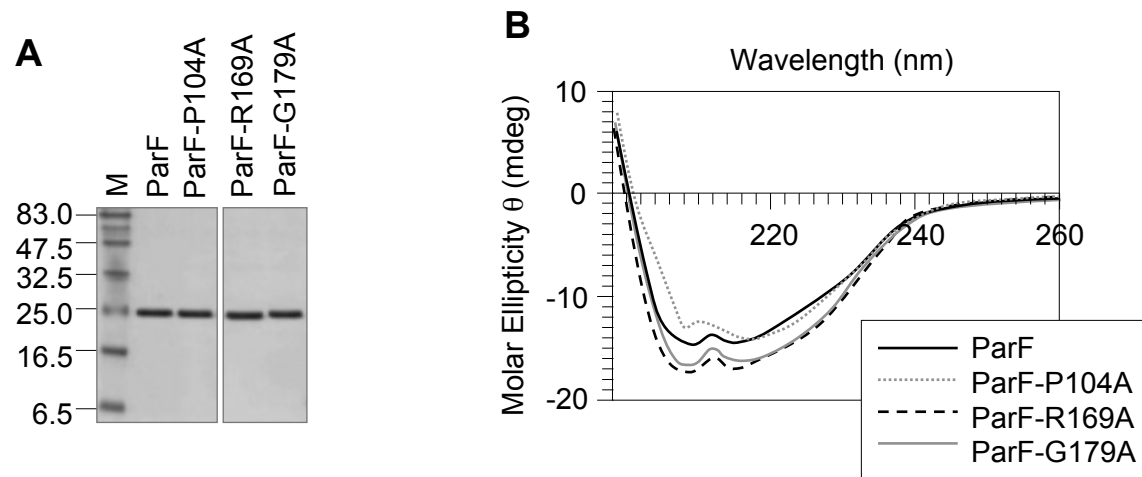 A
M
ParF
ParF-P104A
ParF-R169A
ParF-G179A
83.0
47.5
32.5
25.0
16.5
6.5
B
Wavelength (nm)
Molar Ellipticity θ (mdeg)
10
0
-10
-20
220
240
260
ParF
ParF-P104A
ParF-R169A
ParF-G179A